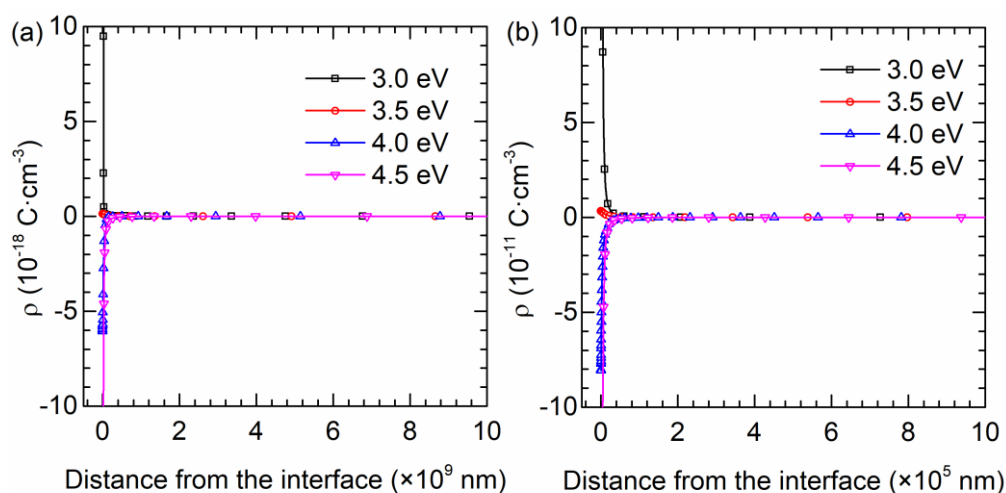 (a)
10
5
0
-5
-10
ρ (10⁻¹⁸ C·cm⁻³)
3.0 eV
3.5 eV
4.0 eV
4.5 eV
0 2 4 6 8 10
Distance from the interface (×10⁹ nm)
(b)
10
5
0
-5
-10
ρ (10⁻¹¹ C·cm⁻³)
3.0 eV
3.5 eV
4.0 eV
4.5 eV
0 2 4 6 8 10
Distance from the interface (×10⁵ nm)